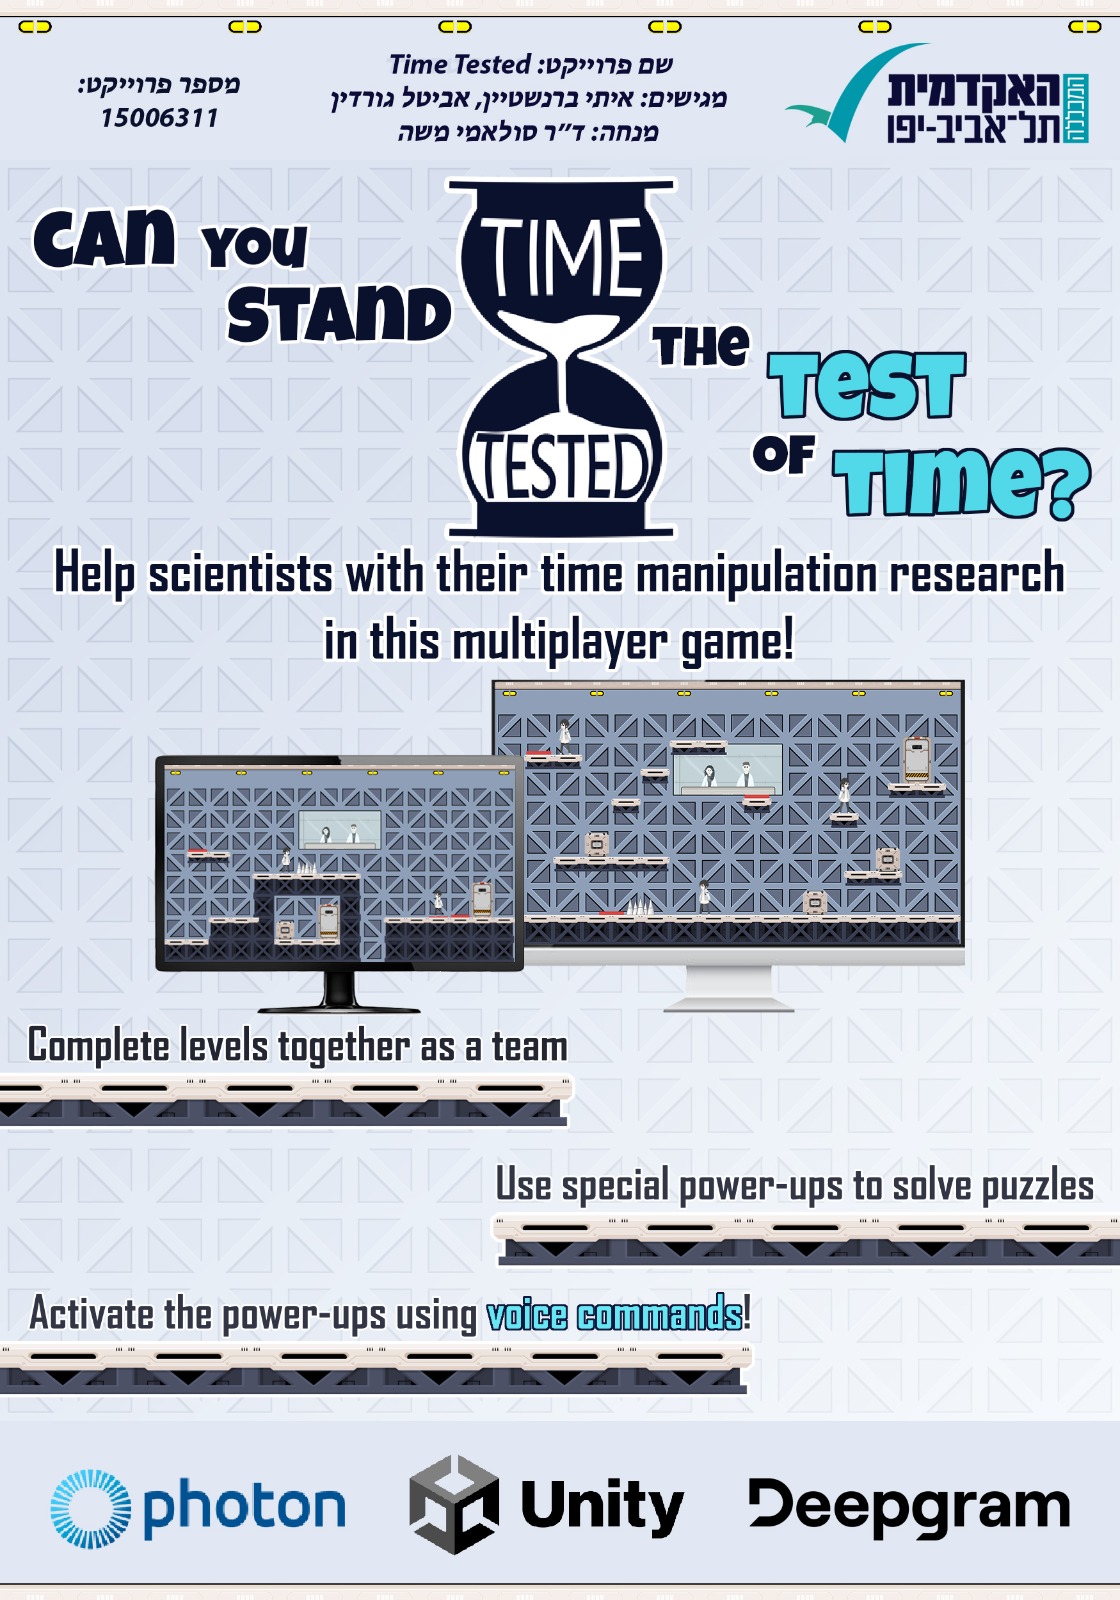 מספר פרוייקט:
15006311
שם פרוייקט: Time Tested
מגישים: איתי ברנשטיין, אביטל גורדין
מנחה: ד״ר סולאמי משה
המכללה
האקדמית
תל־אביב-יפו
CAN YOU
STAND
TIME
TESTED
THE
TEST
OF TIME?
Help scientists with their time manipulation research
in this multiplayer game!
Complete levels together as a team
Use special power-ups to solve puzzles
Activate the power-ups using voice commands!
photon
Unity
Deepgram